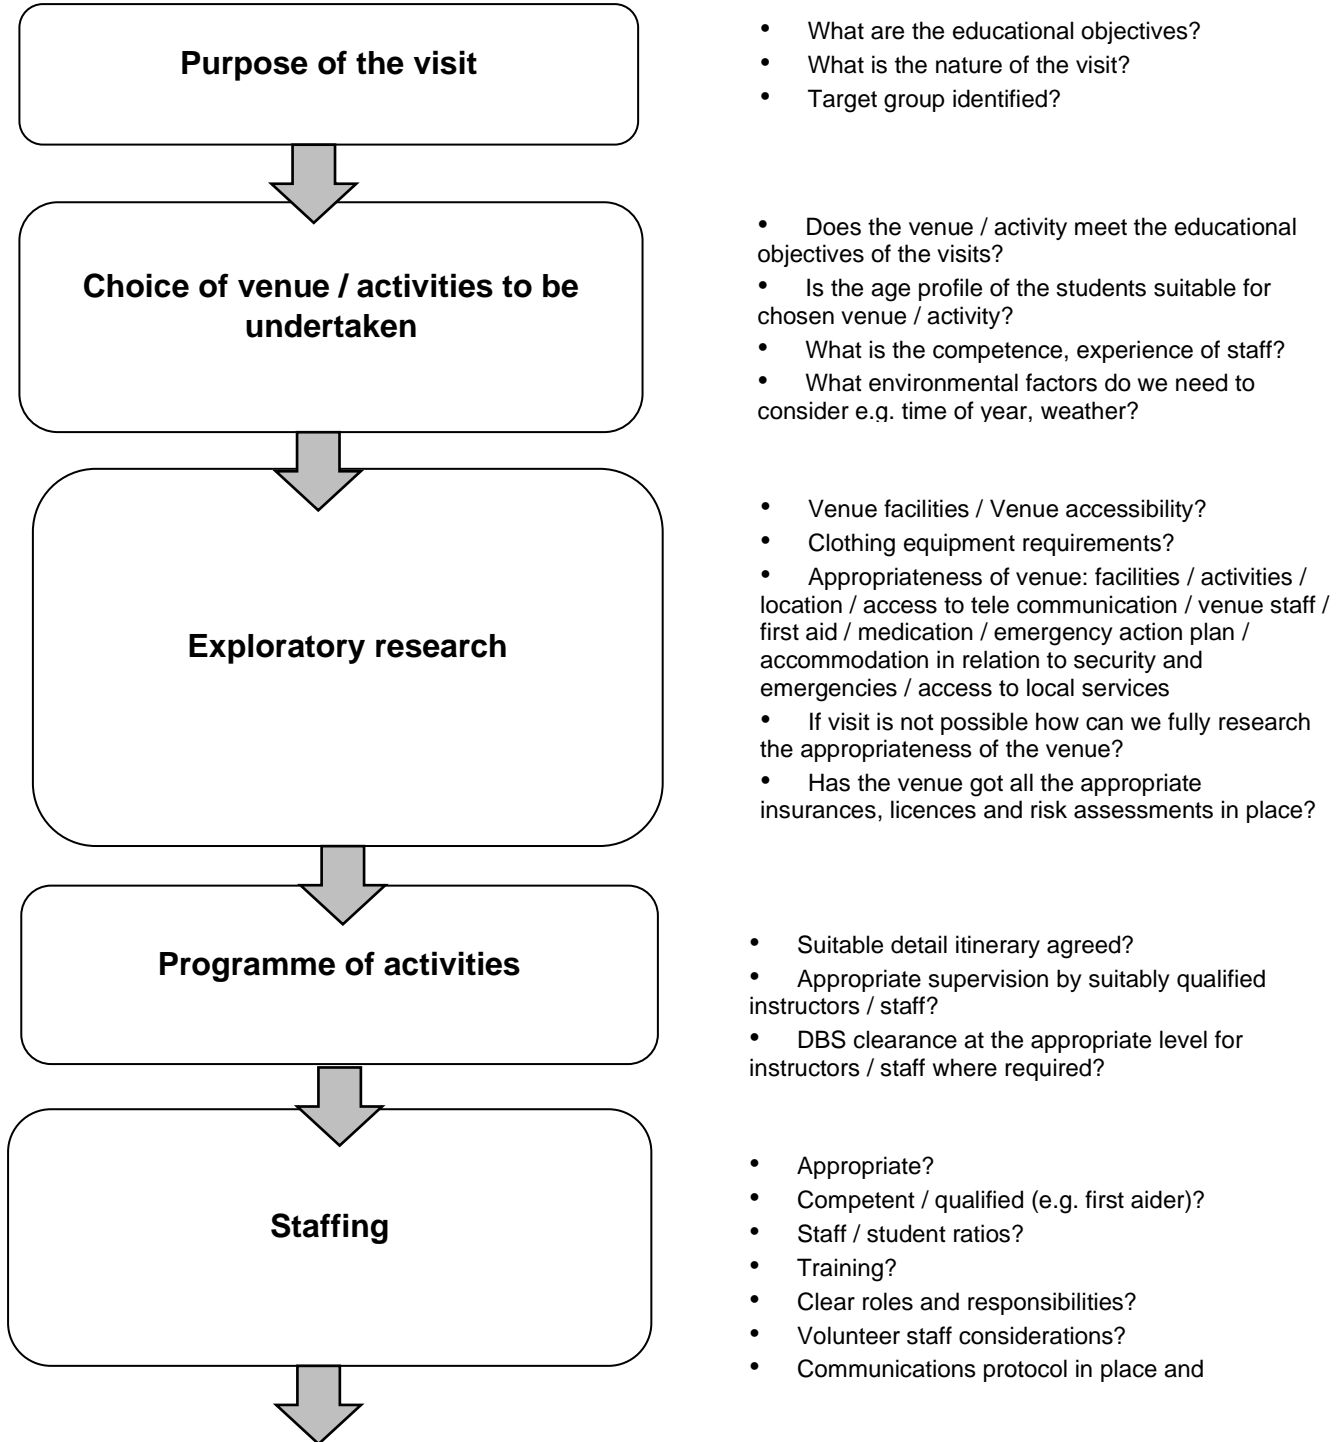 Purpose of the visit
• What are the educational objectives?
• What is the nature of the visit?
• Target group identified?
Choice of venue / activities to be
undertaken
• Does the venue / activity meet the educational
objectives of the visits?
• Is the age profile of the students suitable for
chosen venue / activity?
• What is the competence, experience of staff?
• What environmental factors do we need to
consider e.g. time of year, weather?
Exploratory research
• Venue facilities / Venue accessibility?
• Clothing equipment requirements?
• Appropriateness of venue: facilities / activities /
location / access to tele communication / venue staff /
first aid / medication / emergency action plan /
accommodation in relation to security and
emergencies / access to local services
• If visit is not possible how can we fully research
the appropriateness of the venue?
• Has the venue got all the appropriate
insurances, licences and risk assessments in place?
Programme of activities
• Suitable detail itinerary agreed?
• Appropriate supervision by suitably qualified
instructors / staff?
• DBS clearance at the appropriate level for
instructors / staff where required?
Staffing
• Appropriate?
• Competent / qualified (e.g. first aider)?
• Staff / student ratios?
• Training?
• Clear roles and responsibilities?
• Volunteer staff considerations?
• Communications protocol in place and